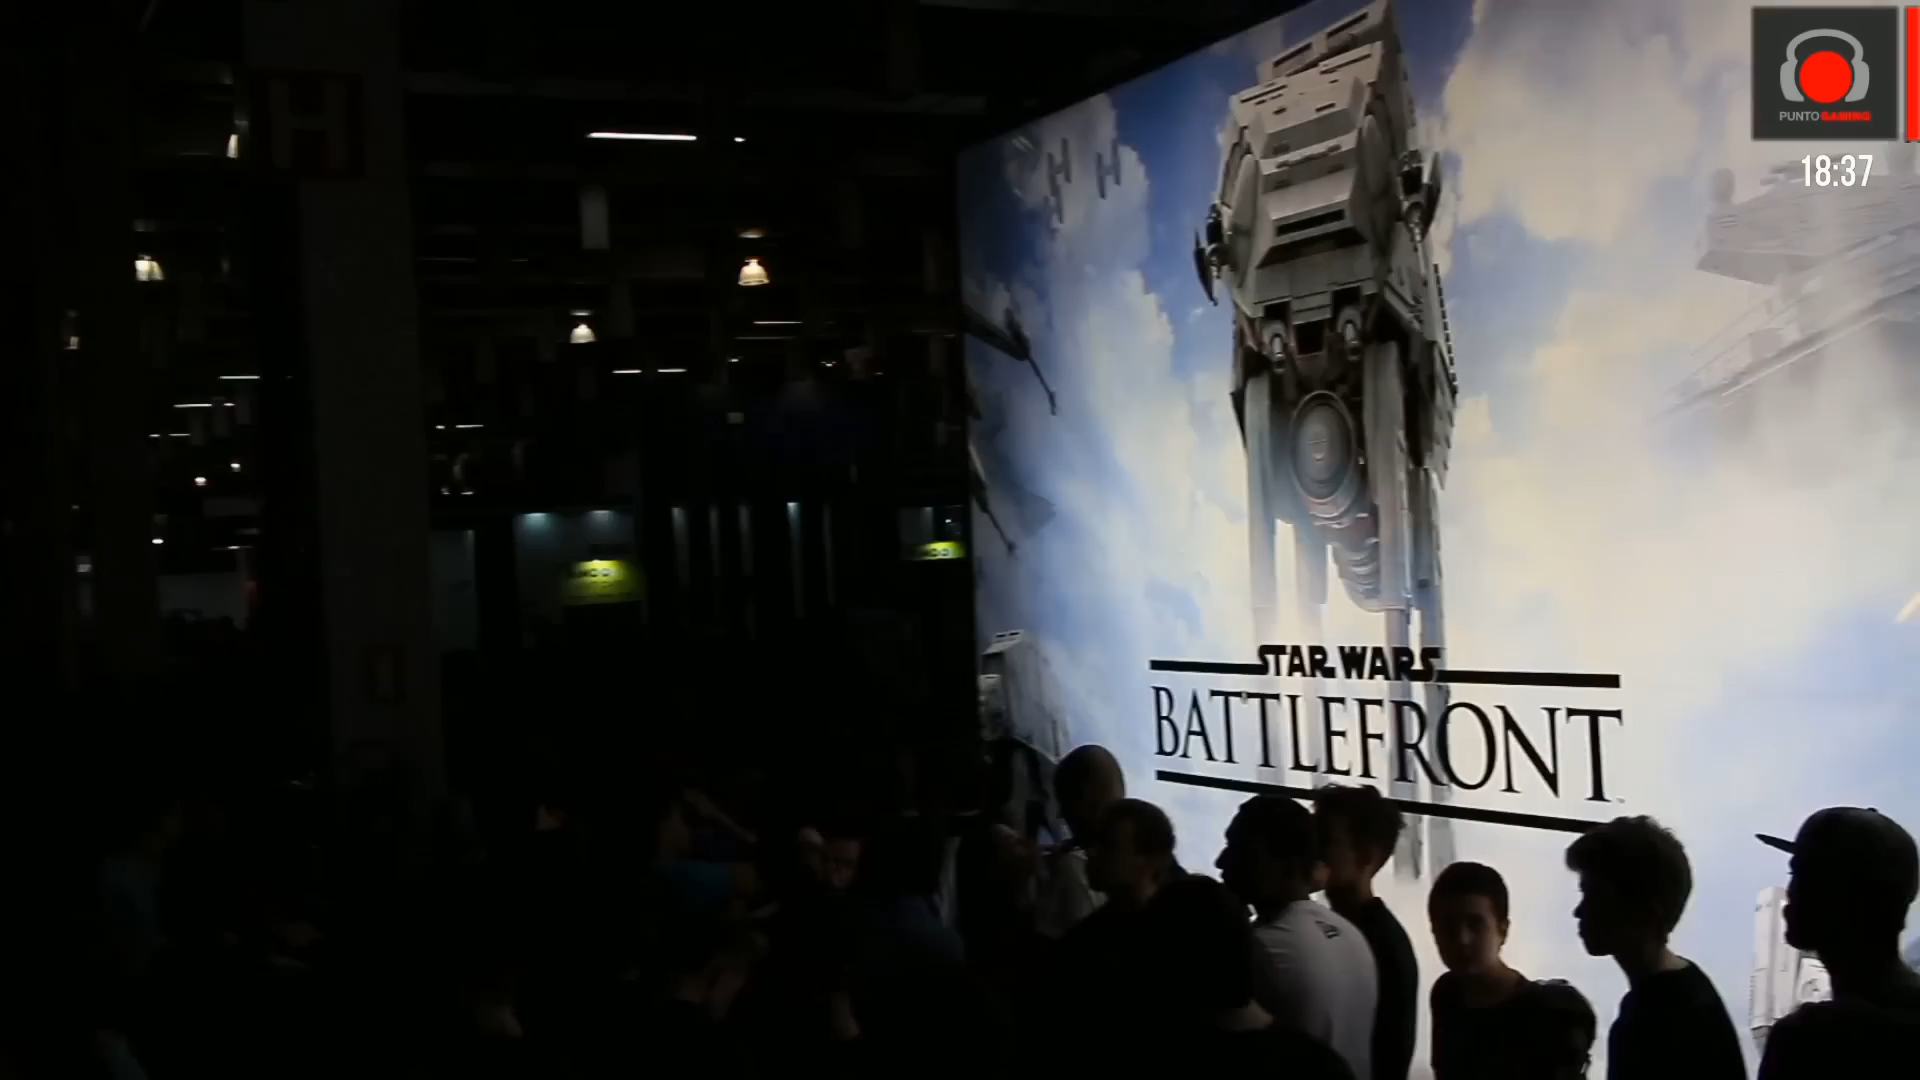 PUNTO GAMING
18:37
STAR WARS
BATTLEFRONT
H